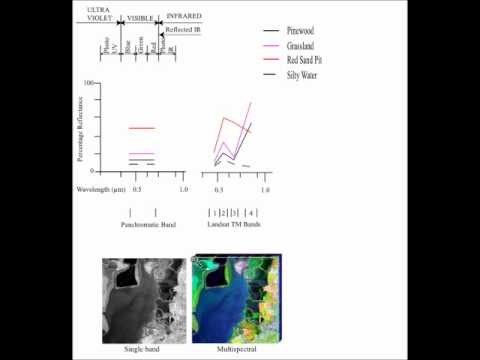 ULTRA VIOLET
VISIBLE
INFRARED
Reflected IR
Photo UV
Blue
Green
Red
Photo IR
Pinewood
Grassland
Red Sand Pit
Silty Water
Percentage Reflectance
100
0
Wavelength (µm)
0.5
1.0
0.5
1.0
1 2 3 4
Panchromatic Band
Landsat TM Bands
Single band
Multispectral